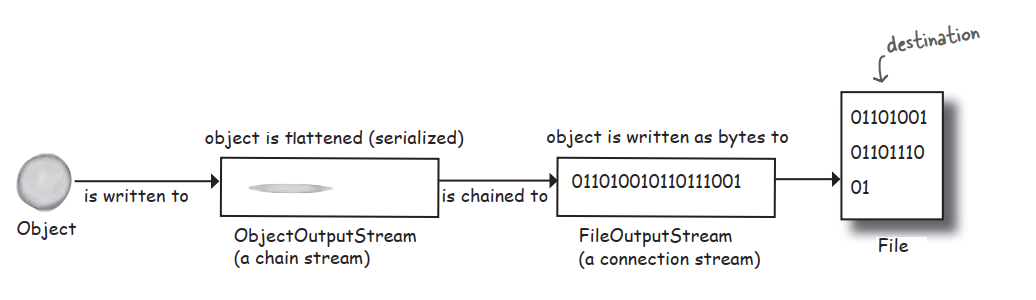 destination
01101001
01101110
01
File
object is flattened (serialized)
object is written as bytes to
is written to
is chained to
011010010110111001
Object
ObjectOutputStream
(a chain stream)
FileOutputStream
(a connection stream)